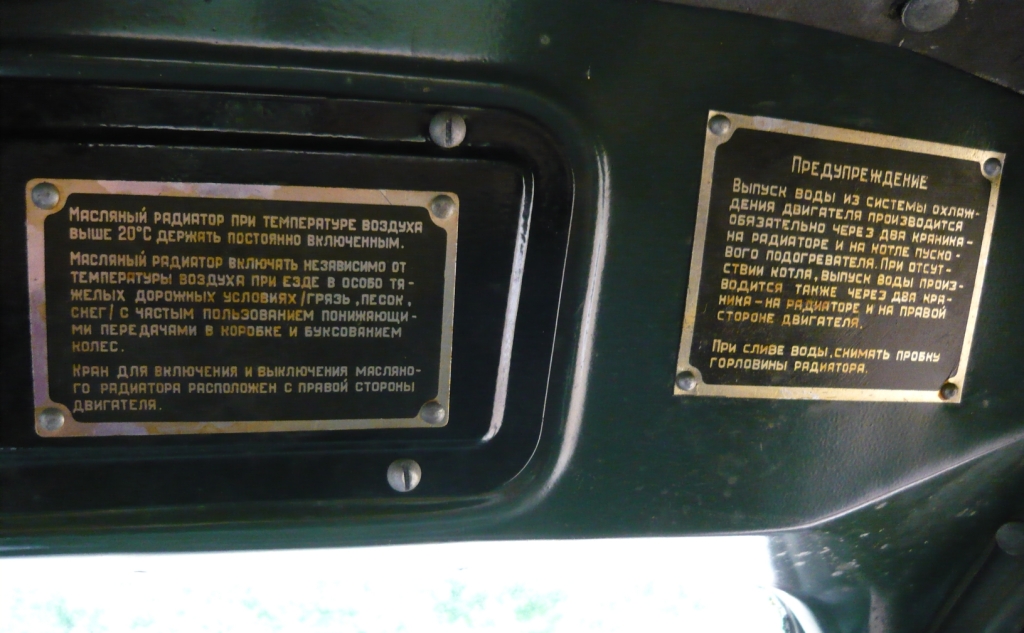 Масляный радиатор при температуре воздуха
выше 20°С держать постоянно включенным.
Масляный радиатор включать независимо от
температуры воздуха при езде в особо тя-
желых дорожных условиях/грязь, песок,
снег/ с частым пользованием понижающи-
ми передачами в коробке и буксованием
колес.
Кран для включения и выключения масляно-
го радиатора расположен с правой стороны
двигателя.
Предупреждение
Выпуск воды из системы охлаж-
дения двигателя производится
обязательно через два краника-
на радиаторе и на котле пуско-
вого подогревателя. При отсут-
ствии котла, выпуск воды произ-
водится также через два кра-
ника-на радиаторе и на правой
стороне двигателя.
При сливе воды, снимать пробку
горловины радиатора.